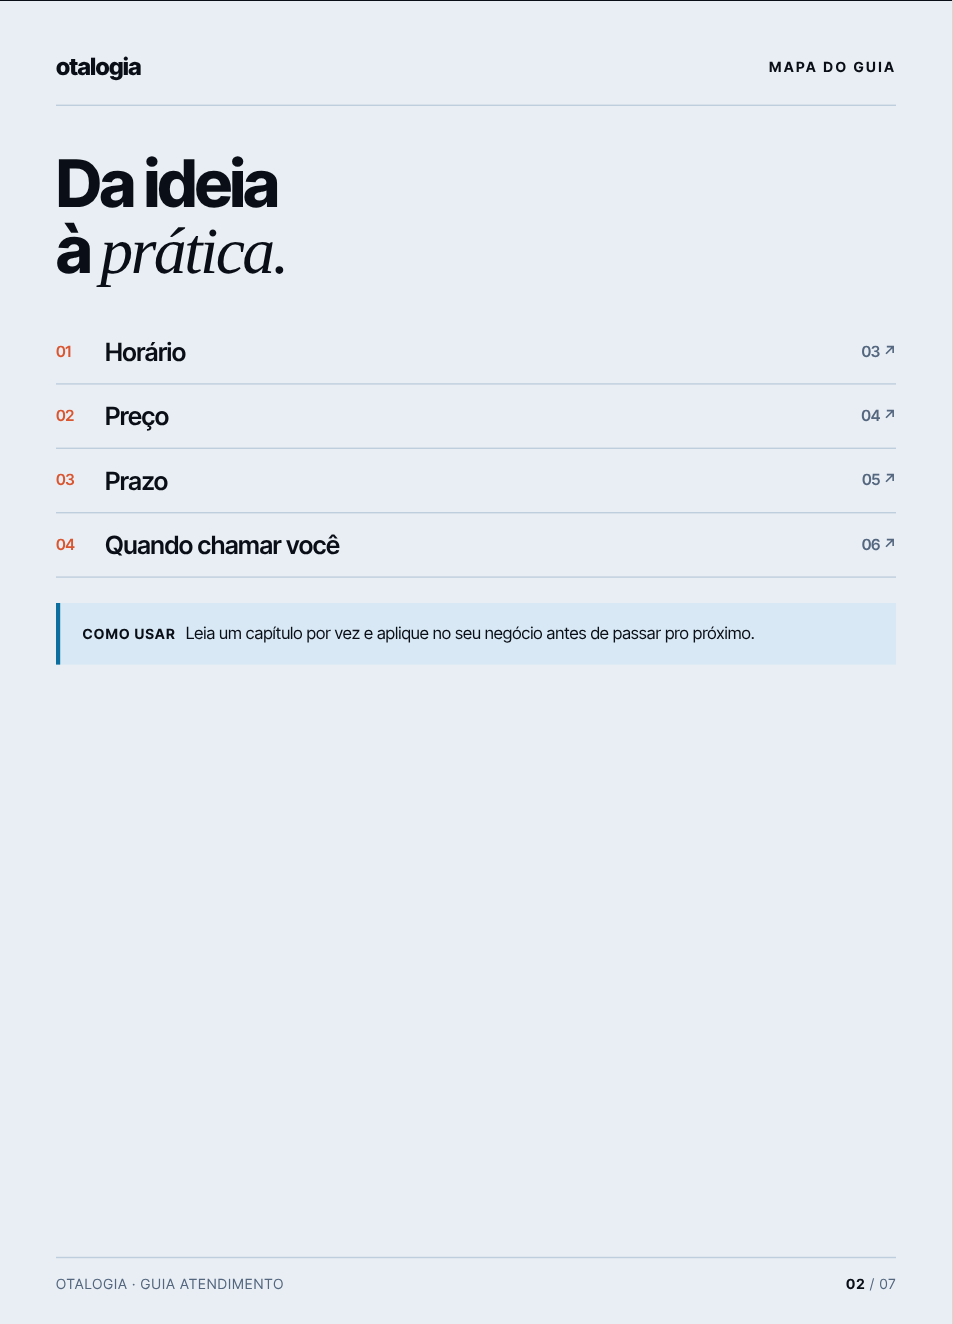 otalogia
MAPA DO GUIA
Da ideia
à prática.
01 Horário 03 ↗
02 Preço 04 ↗
03 Prazo 05 ↗
04 Quando chamar você 06 ↗
COMO USAR Leia um capítulo por vez e aplique no seu negócio antes de passar pro próximo.
OTALOGIA · GUIA ATENDIMENTO
02 / 07